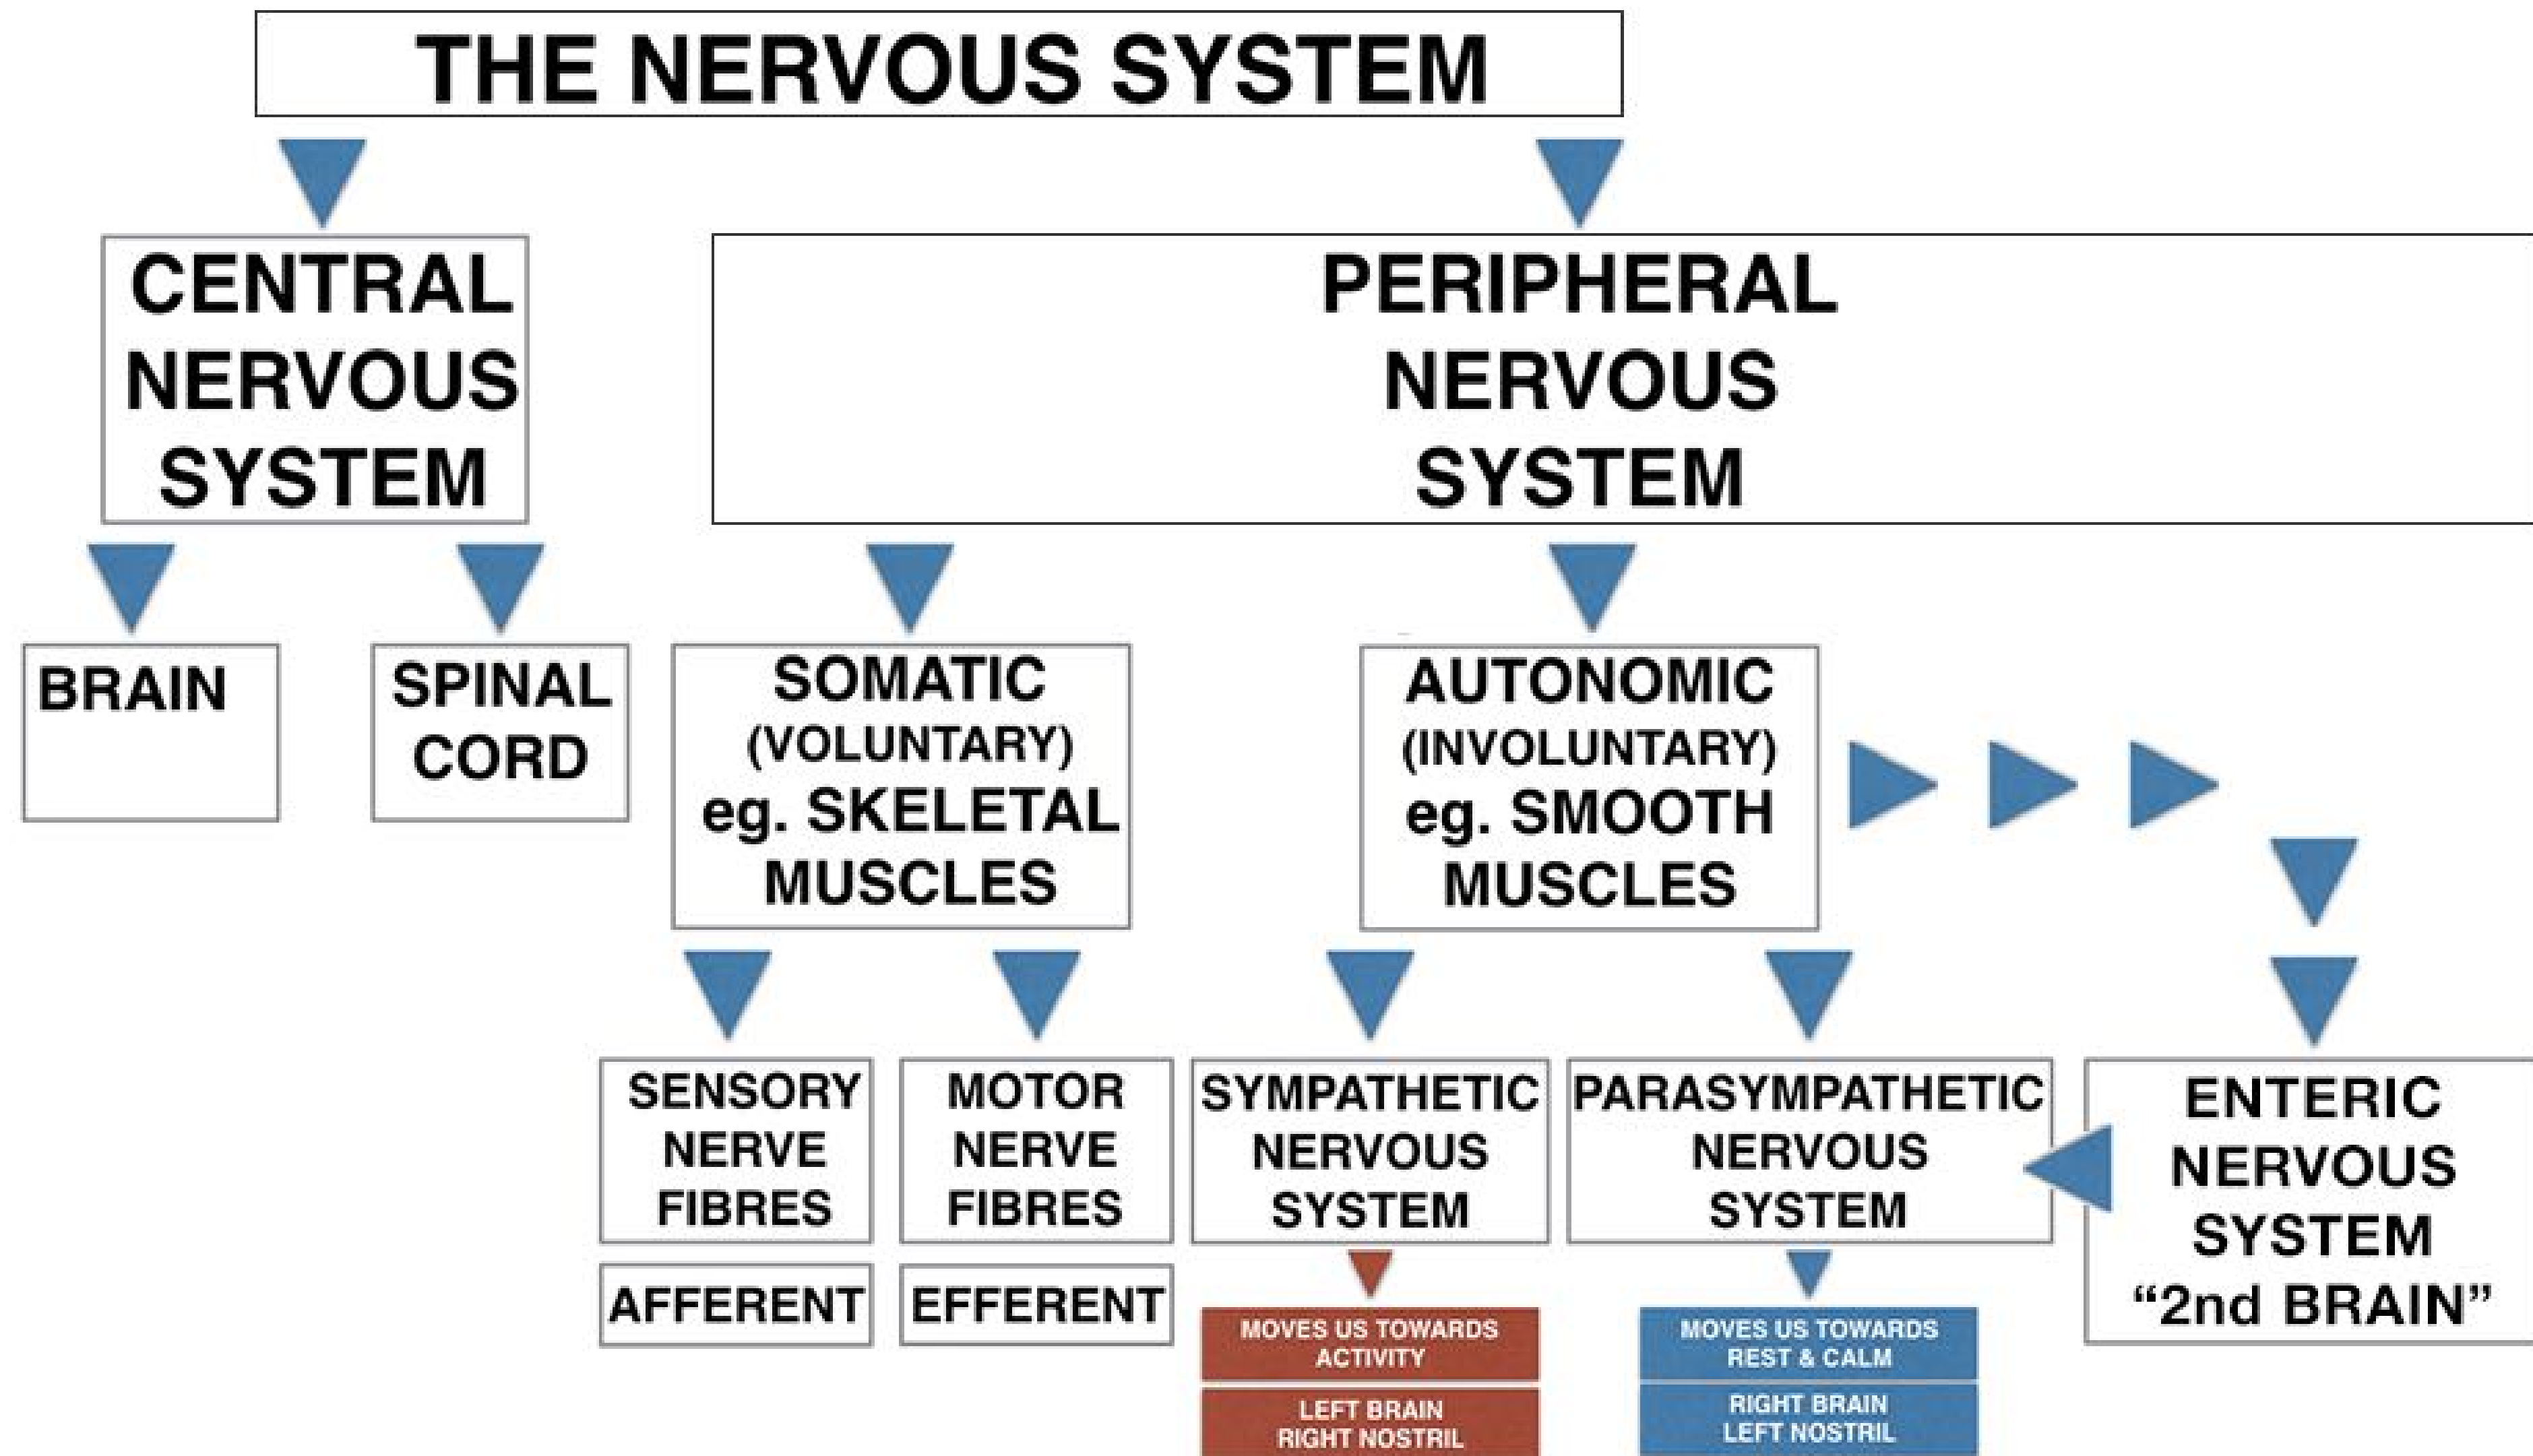 THE NERVOUS SYSTEM
CENTRAL
NERVOUS
SYSTEM
PERIPHERAL
NERVOUS
SYSTEM
BRAIN
SPINAL
CORD
SOMATIC
(VOLUNTARY)
eg. SKELETAL
MUSCLES
AUTONOMIC
(INVOLUNTARY)
eg. SMOOTH
MUSCLES
SENSORY
NERVE
FIBRES
AFFERENT
MOTOR
NERVE
FIBRES
EFFERENT
SYMPATHETIC
NERVOUS
SYSTEM
MOVES US TOWARDS
ACTIVITY
LEFT BRAIN
RIGHT NOSTRIL
PARASYMPATHETIC
NERVOUS
SYSTEM
MOVES US TOWARDS
REST & CALM
RIGHT BRAIN
LEFT NOSTRIL
ENTERIC
NERVOUS
SYSTEM
“2nd BRAIN”